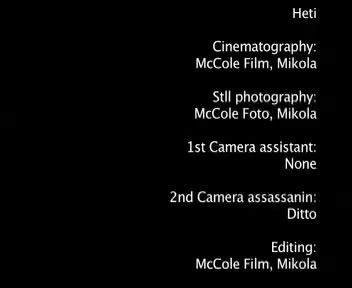 Heti
Cinematography:
McCole Film, Mikola
Stll photography:
McCole Foto, Mikola
1st Camera assistant:
None
2nd Camera assassanin:
Ditto
Editing:
McCole Film, Mikola